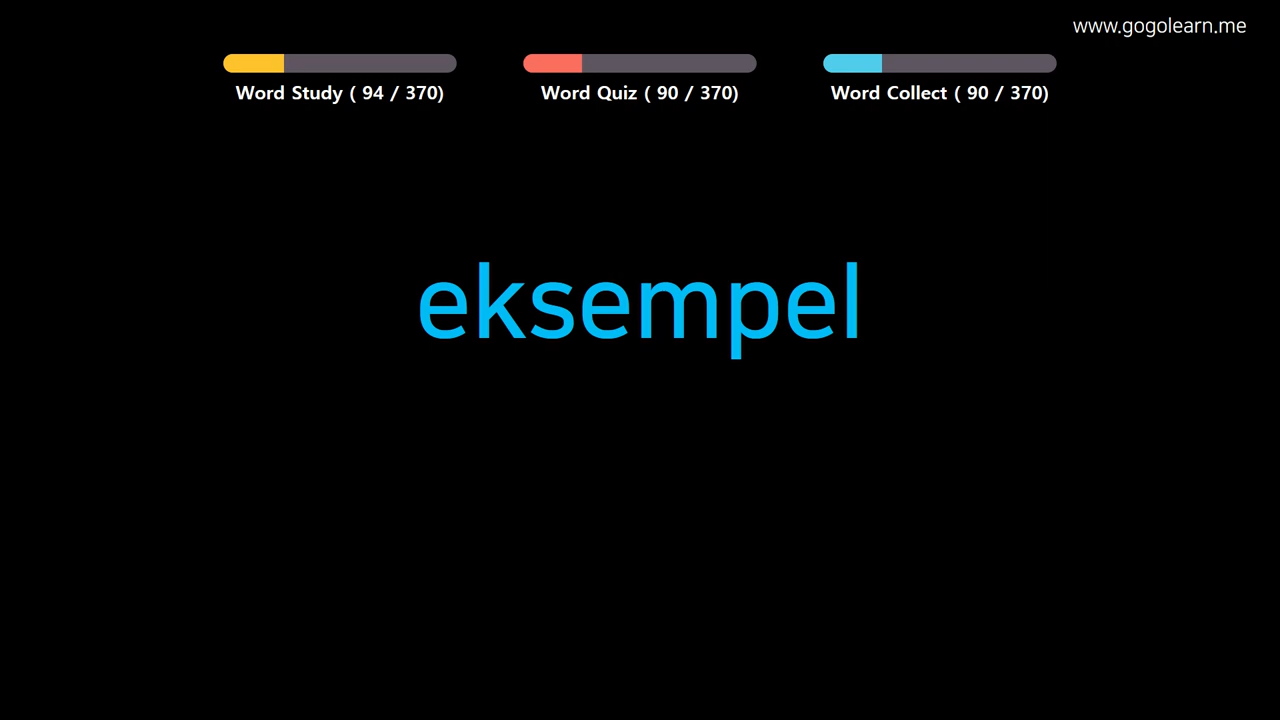 www.gogolearn.me
Word Study ( 94 / 370)
Word Quiz ( 90 / 370)
Word Collect ( 90 / 370)
eksempel